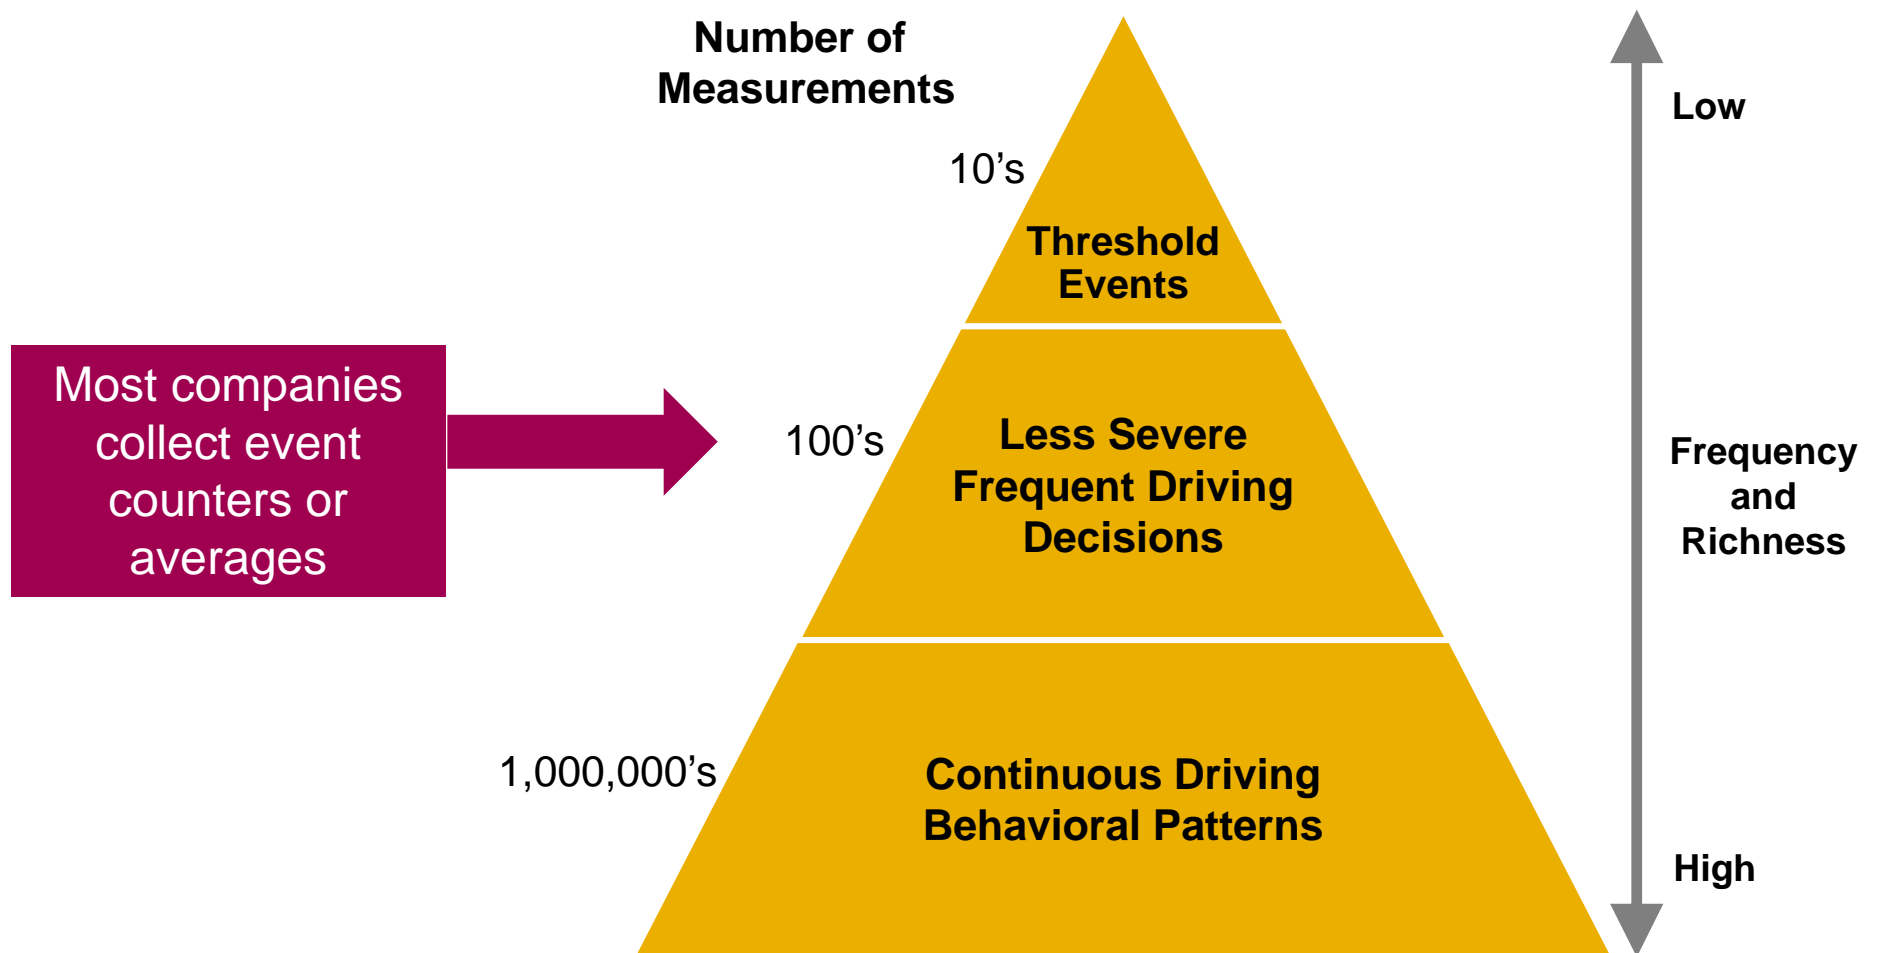 Number of
Measurements
Low
10's
Threshold
Events
Most companies
collect event
counters or
averages
100's
Less Severe
Frequent Driving
Decisions
Frequency
and
Richness
1,000,000's
Continuous Driving
Behavioral Patterns
High